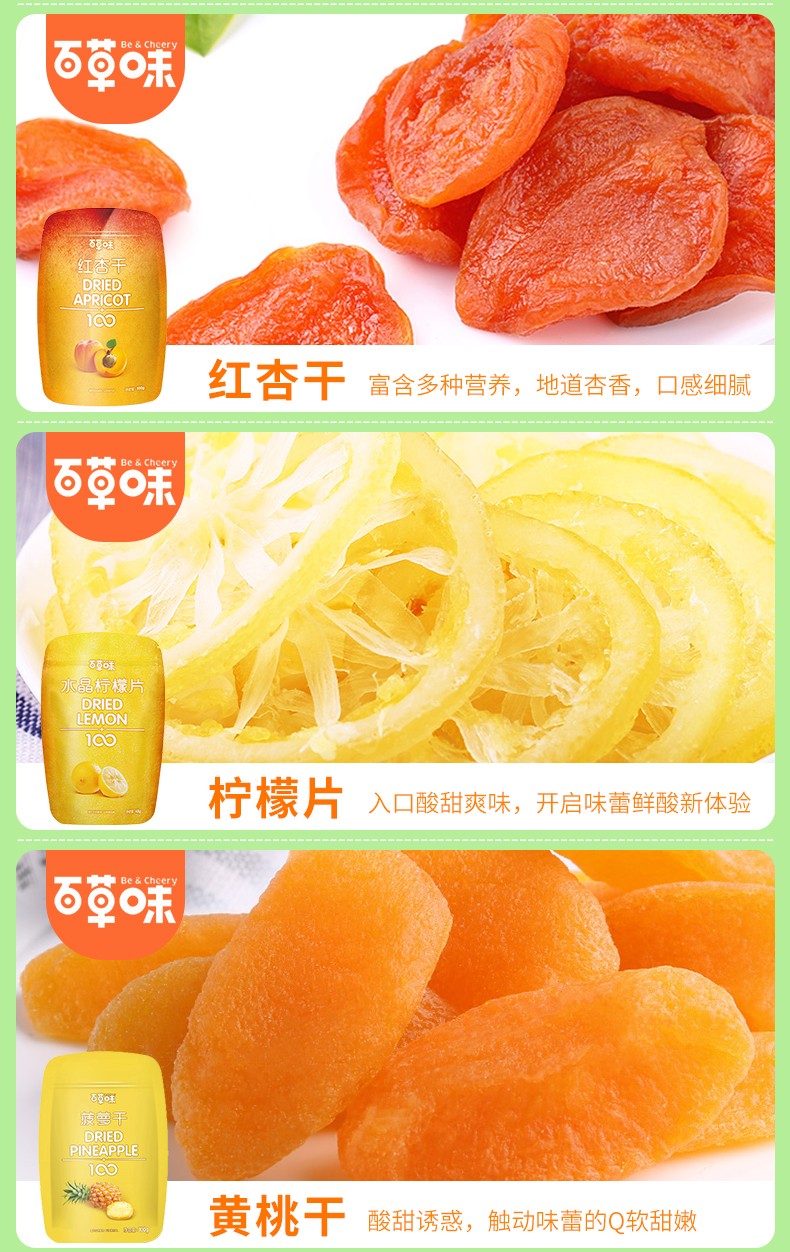 Be & Cheery
百草味
百草味
红杏干
DRIED
APRICOT
100
红杏干
富含多种营养，地道杏香，口感细腻
Be & Cheery
百草味
百草味
水晶柠檬片
DRIED
LEMON
100
柠檬片
入口酸甜爽味，开启味蕾鲜酸新体验
Be & Cheery
百草味
百草味
菠萝干
DRIED
PINEAPPLE
100
黄桃干
酸甜诱惑，触动味蕾的Q软甜嫩